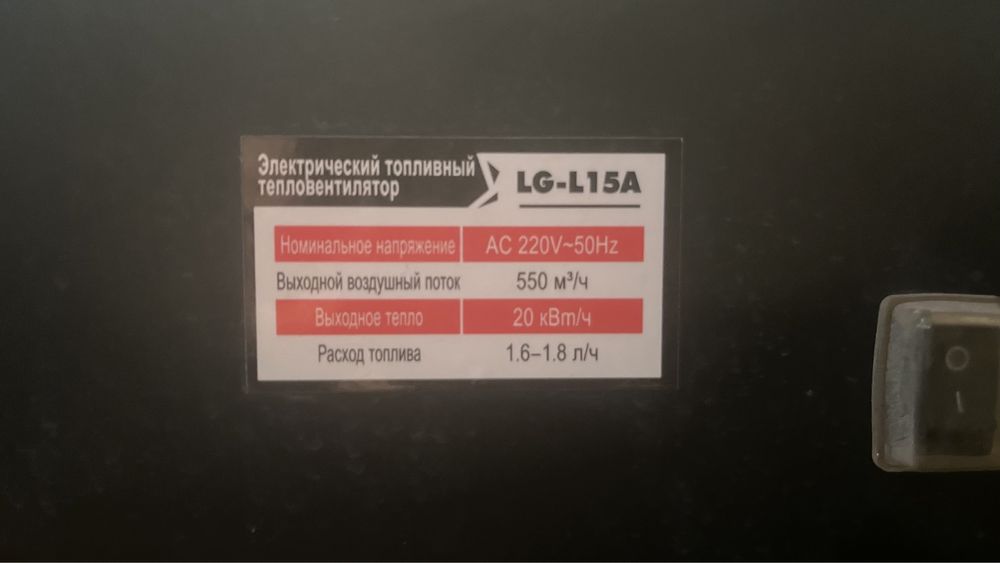 Электрический топливный
тепловентилятор
LG-L15A
Номинальное напряжение AC 220V~50Hz
Выходной воздушный поток 550 м³/ч
Выходное тепло 20 кВт/ч
Расход топлива 1.6–1.8 л/ч